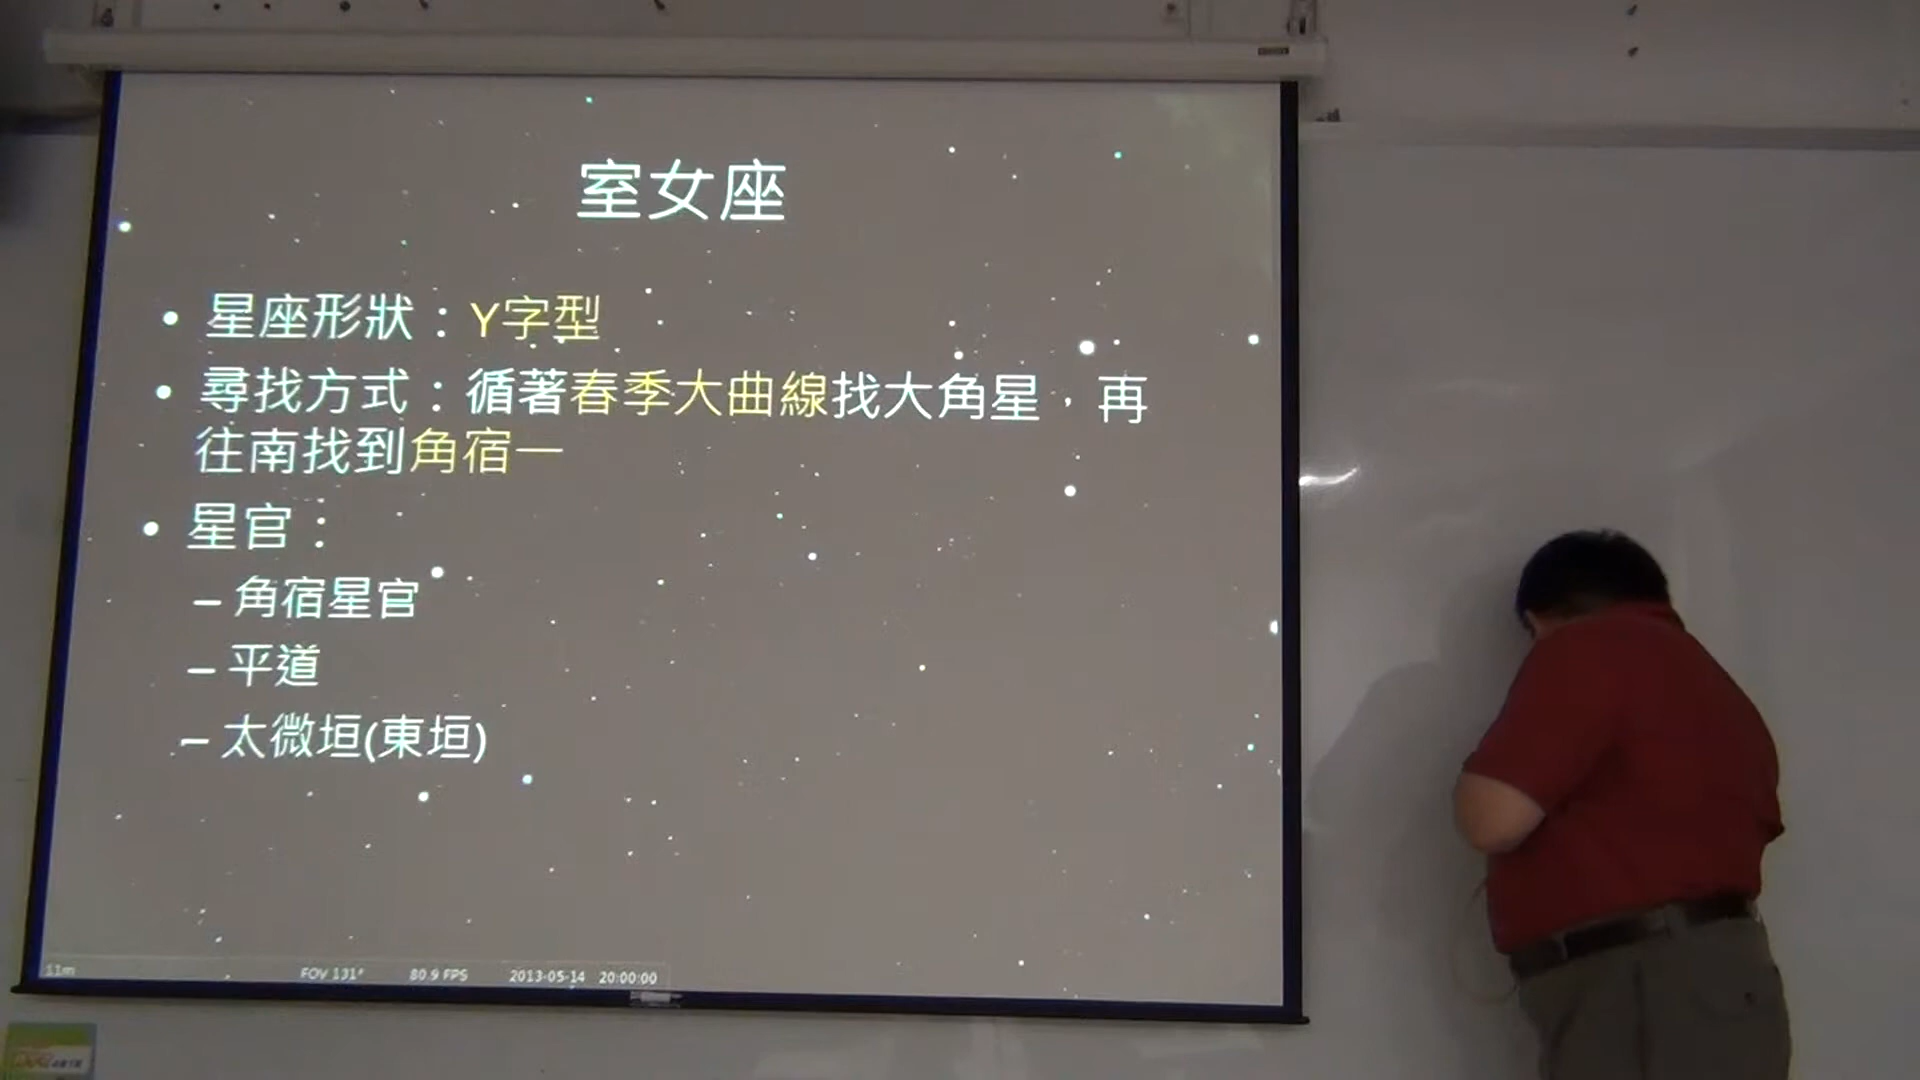 室女座
• 星座形狀：Y字型
• 尋找方式：循著春季大曲線找大角星，再
往南找到角宿一
• 星官：
– 角宿星官
– 平道
– 太微垣(東垣)
11m FOV 131° 80.9 FPS 2013-05-14 20:00:00